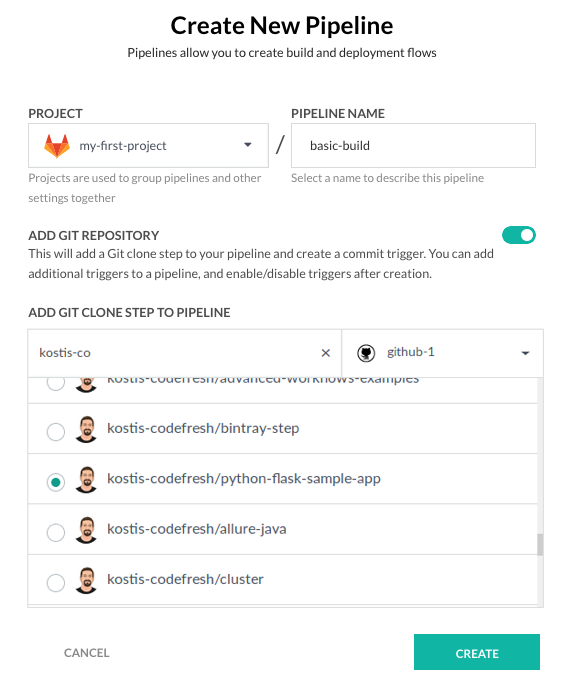 Create New Pipeline
Pipelines allow you to create build and deployment flows
PROJECT
PIPELINE NAME
my-first-project
/
basic-build
Projects are used to group pipelines and other
settings together
Select a name to describe this pipeline
ADD GIT REPOSITORY
This will add a Git clone step to your pipeline and create a commit trigger. You can add
additional triggers to a pipeline, and enable/disable triggers after creation.
ADD GIT CLONE STEP TO PIPELINE
kostis-co
github-1
kostis-codefresh/advanced-workflows-examples
kostis-codefresh/bintray-step
kostis-codefresh/python-flask-sample-app
kostis-codefresh/allure-java
kostis-codefresh/cluster
CANCEL
CREATE